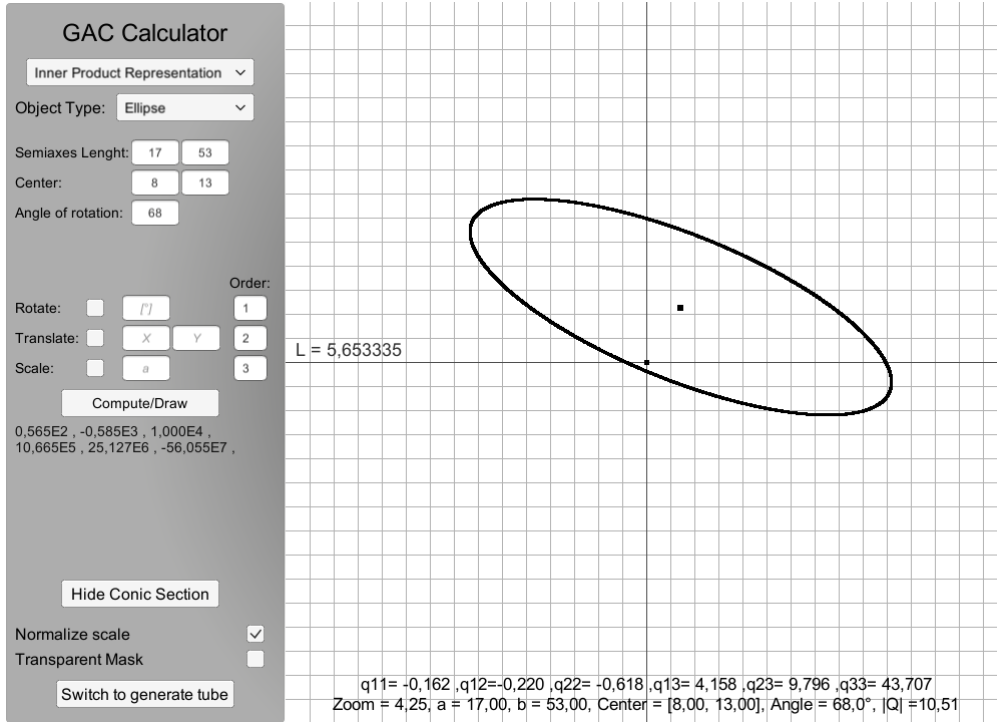 GAC Calculator
Inner Product Representation
Object Type: Ellipse
Semiaxes Lenght: 17 53
Center: 8 13
Angle of rotation: 68
Order:
Rotate: [°] 1
Translate: X Y 2
Scale: a 3
Compute/Draw
0,565E2 , -0,585E3 , 1,000E4 ,
10,665E5 , 25,127E6 , -56,055E7 ,
Hide Conic Section
Normalize scale
Transparent Mask
Switch to generate tube
L = 5,653335
q11= -0,162 ,q12=-0,220 ,q22= -0,618 ,q13= 4,158 ,q23= 9,796 ,q33= 43,707
Zoom = 4,25, a = 17,00, b = 53,00, Center = [8,00, 13,00], Angle = 68,0°, |Q| =10,51